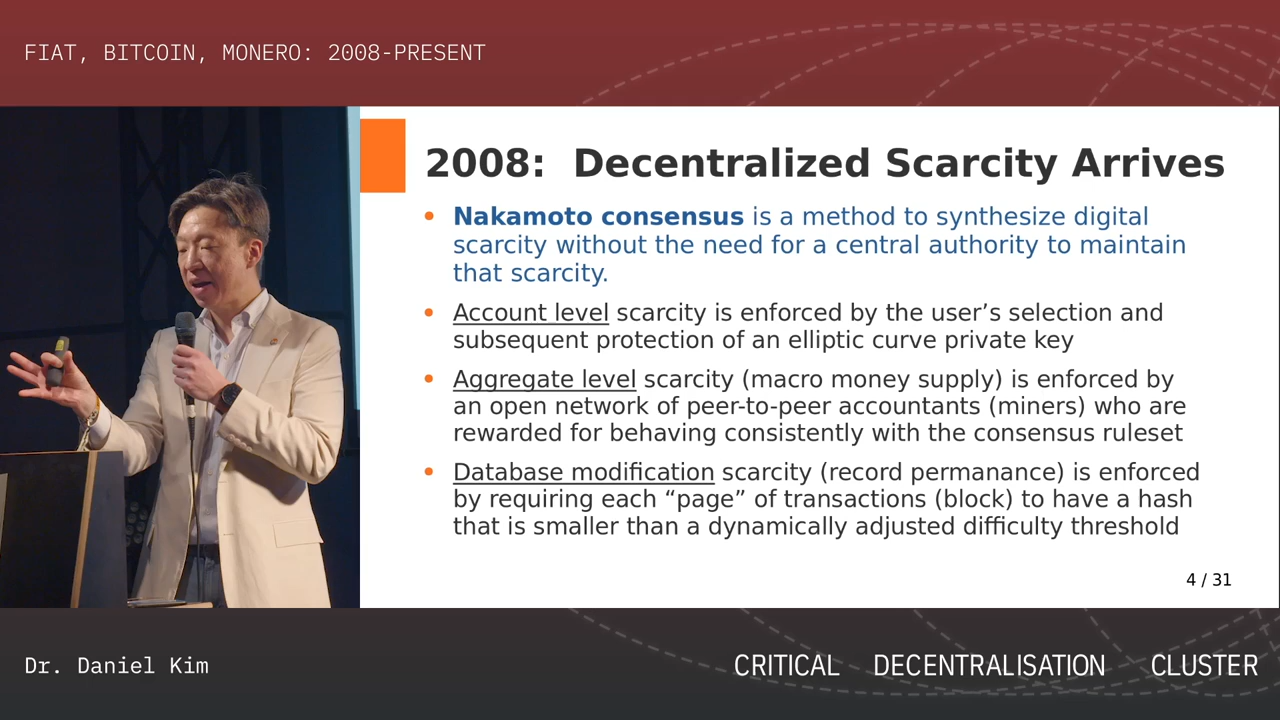 FIAT, BITCOIN, MONERO: 2008-PRESENT
2008: Decentralized Scarcity Arrives
Nakamoto consensus is a method to synthesize digital
scarcity without the need for a central authority to maintain
that scarcity.
Account level scarcity is enforced by the user’s selection and
subsequent protection of an elliptic curve private key
Aggregate level scarcity (macro money supply) is enforced by
an open network of peer-to-peer accountants (miners) who are
rewarded for behaving consistently with the consensus ruleset
Database modification scarcity (record permanance) is enforced
by requiring each “page” of transactions (block) to have a hash
that is smaller than a dynamically adjusted difficulty threshold
4 / 31
Dr. Daniel Kim
CRITICAL DECENTRALISATION CLUSTER